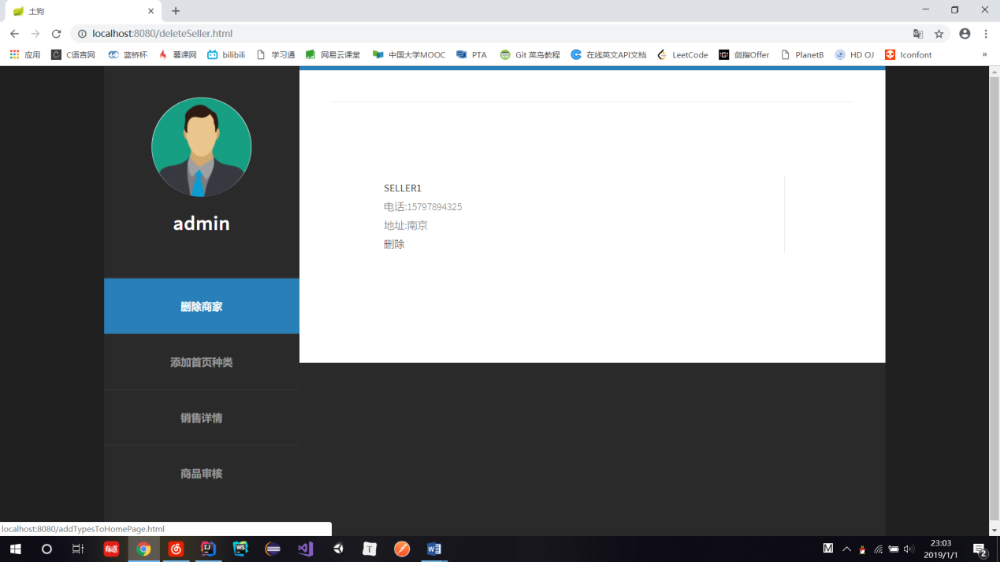 土狗
localhost:8080/deleteSeller.html
应用 C语言网 蓝桥杯 慕课网 bilibili 学习通 网易云课堂 中国大学MOOC PTA Git 菜鸟教程 在线英文API文档 LeetCode 剑指Offer PlanetB HD OJ Iconfont »
admin
删除商家
添加首页种类
销售详情
商品审核
SELLER1
电话:15797894325
地址:南京
删除
localhost:8080/addTypesToHomePage.html
有道
IJ
WS
T
M
23:03
2019/1/1
2